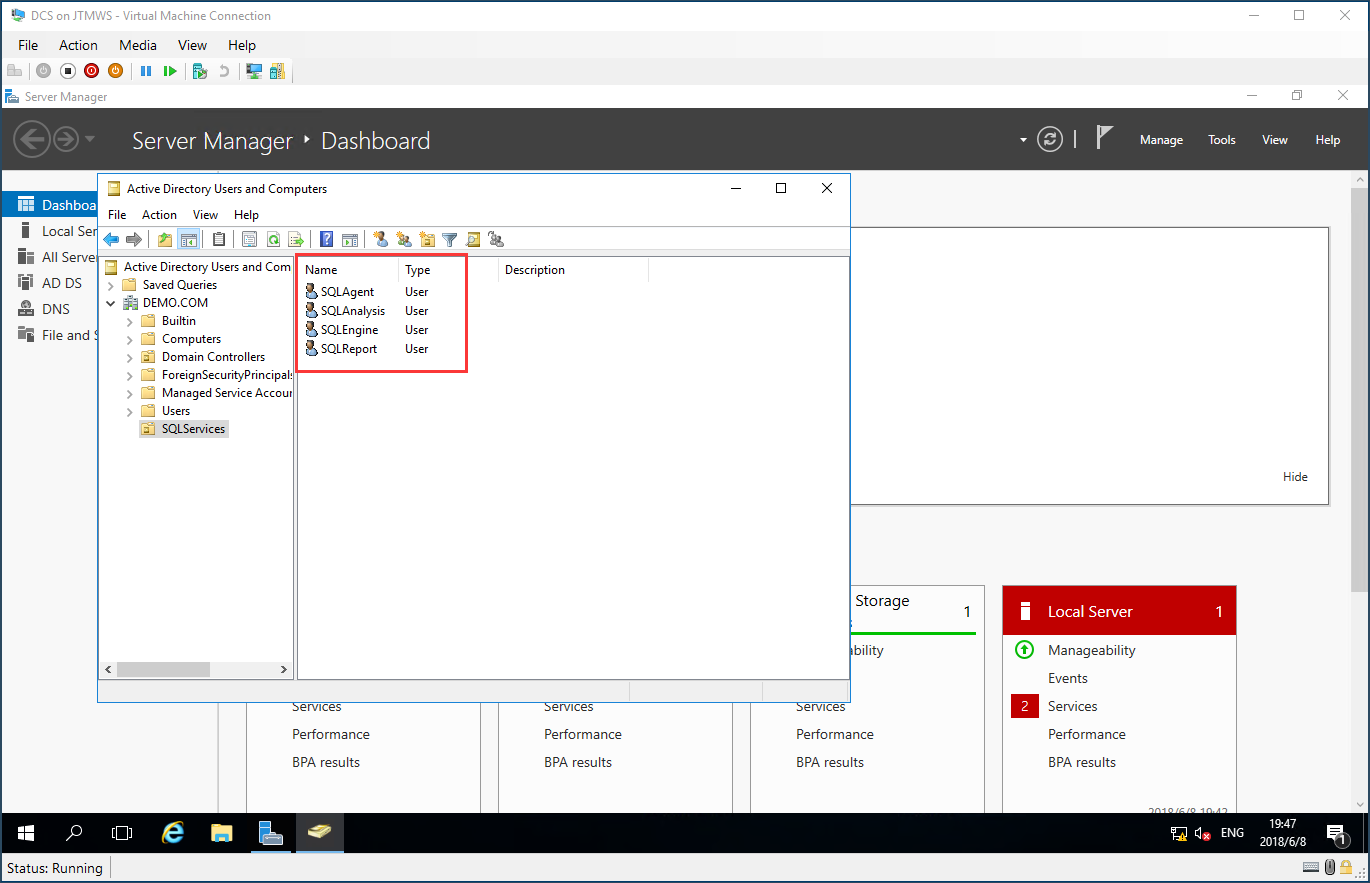 DCS on JTMWS - Virtual Machine Connection
File Action Media View Help
Server Manager
Server Manager Dashboard
Manage Tools View Help
Dashboa
Local Ser
All Serve
AD DS
DNS
File and S
Active Directory Users and Computers
File Action View Help
Active Directory Users and Com
Saved Queries
DEMO.COM
Builtin
Computers
Domain Controllers
ForeignSecurityPrincipals
Managed Service Accour
Users
SQLServices
Name Type Description
SQLAgent User
SQLAnalysis User
SQLEngine User
SQLReport User
Hide
Storage 1
bility
Services
Performance
BPA results
Services
Performance
BPA results
Services
Performance
BPA results
Local Server 1
Manageability
Events
2 Services
Performance
BPA results
2018/6/8 19:42
ENG
19:47
2018/6/8
1
Status: Running